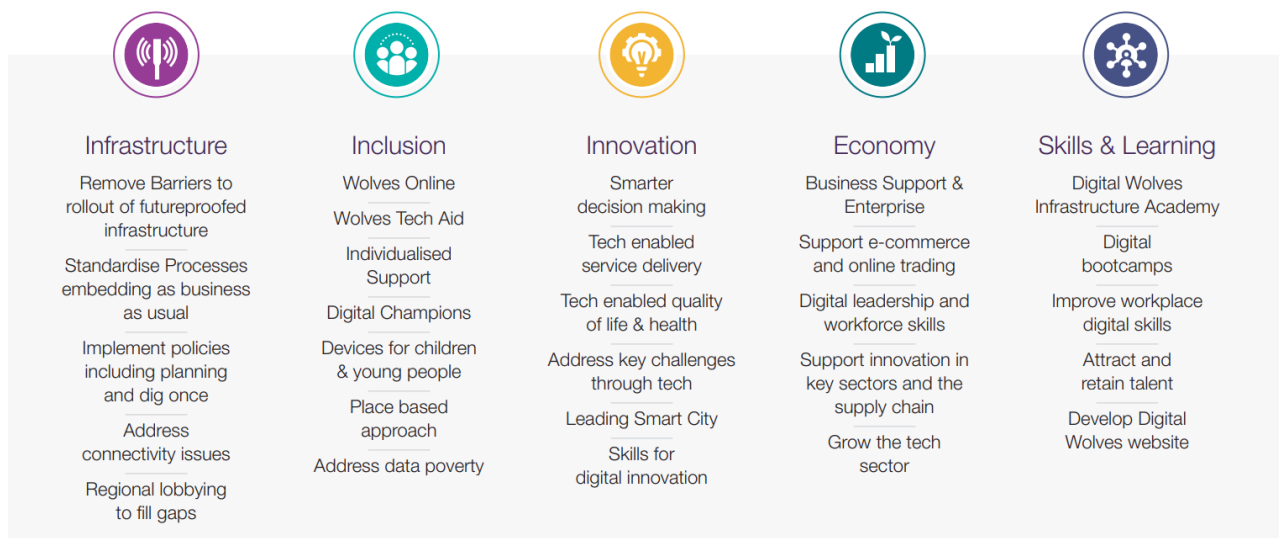 Infrastructure
Remove Barriers to
rollout of futureproofed
infrastructure
Standardise Processes
embedding as business
as usual
Implement policies
including planning
and dig once
Address
connectivity issues
Regional lobbying
to fill gaps
Inclusion
Wolves Online
Wolves Tech Aid
Individualised
Support
Digital Champions
Devices for children
& young people
Place based
approach
Address data poverty
Innovation
Smarter
decision making
Tech enabled
service delivery
Tech enabled quality
of life & health
Address key challenges
through tech
Leading Smart City
Skills for
digital innovation
Economy
Business Support &
Enterprise
Support e-commerce
and online trading
Digital leadership and
workforce skills
Support innovation in
key sectors and the
supply chain
Grow the tech
sector
Skills & Learning
Digital Wolves
Infrastructure Academy
Digital
bootcamps
Improve workplace
digital skills
Attract and
retain talent
Develop Digital
Wolves website